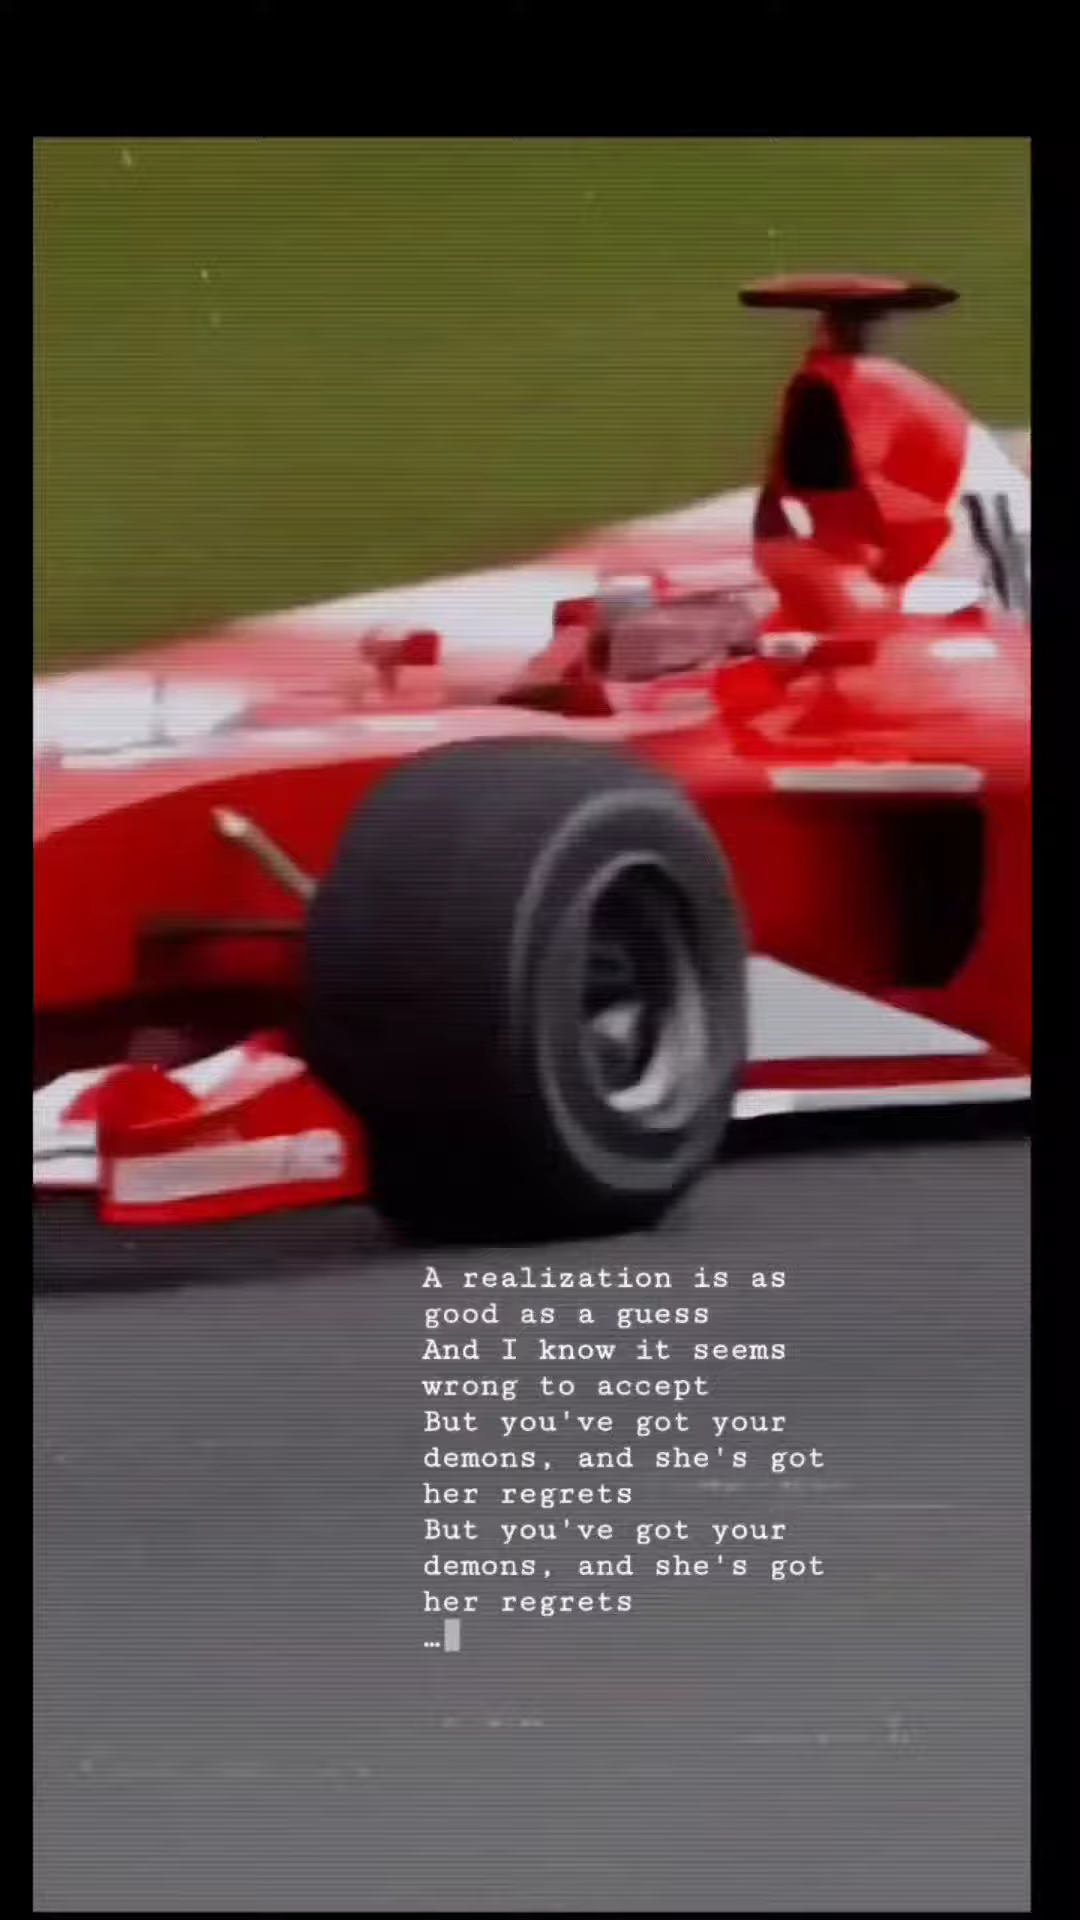 A realization is as
good as a guess
And I know it seems
wrong to accept
But you've got your
demons, and she's got
her regrets
But you've got your
demons, and she's got
her regrets
…